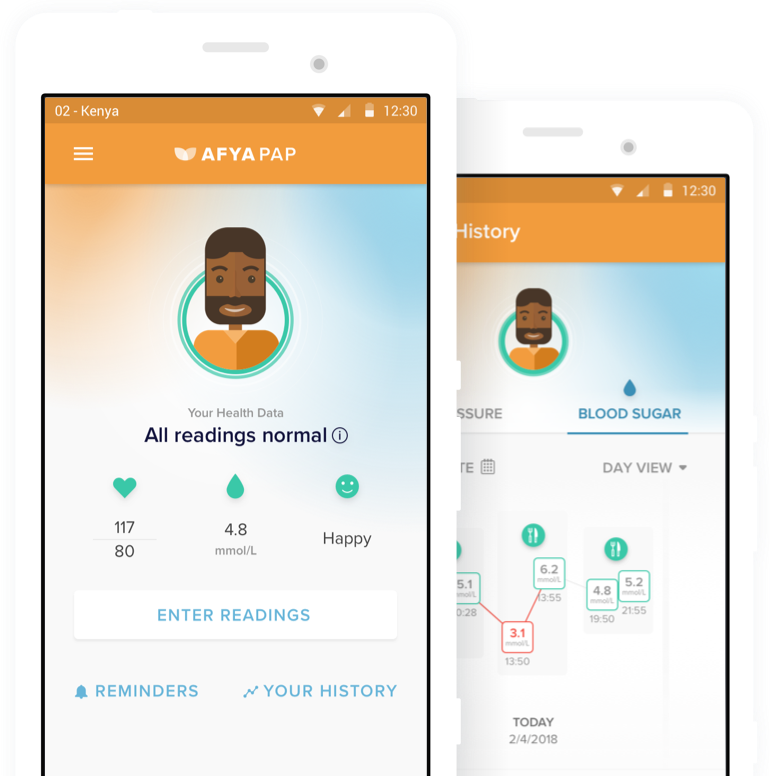 02 - Kenya
12:30
AFYA PAP
Your Health Data
All readings normal
117
80
4.8
mmol/L
Happy
ENTER READINGS
REMINDERS
YOUR HISTORY
12:30
History
SSURE
BLOOD SUGAR
TE
DAY VIEW
5.1
mmol/L
0:28
3.1
mmol/L
13:50
6.2
mmol/L
13:55
4.8
mmol/L
19:50
5.2
mmol/L
21:55
TODAY
2/4/2018